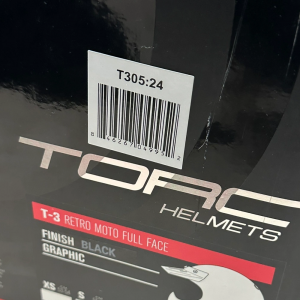 T305:24
TORC
HELMETS
T-3 RETRO MOTO FULL FACE
FINISH BLACK
GRAPHIC
XS
S